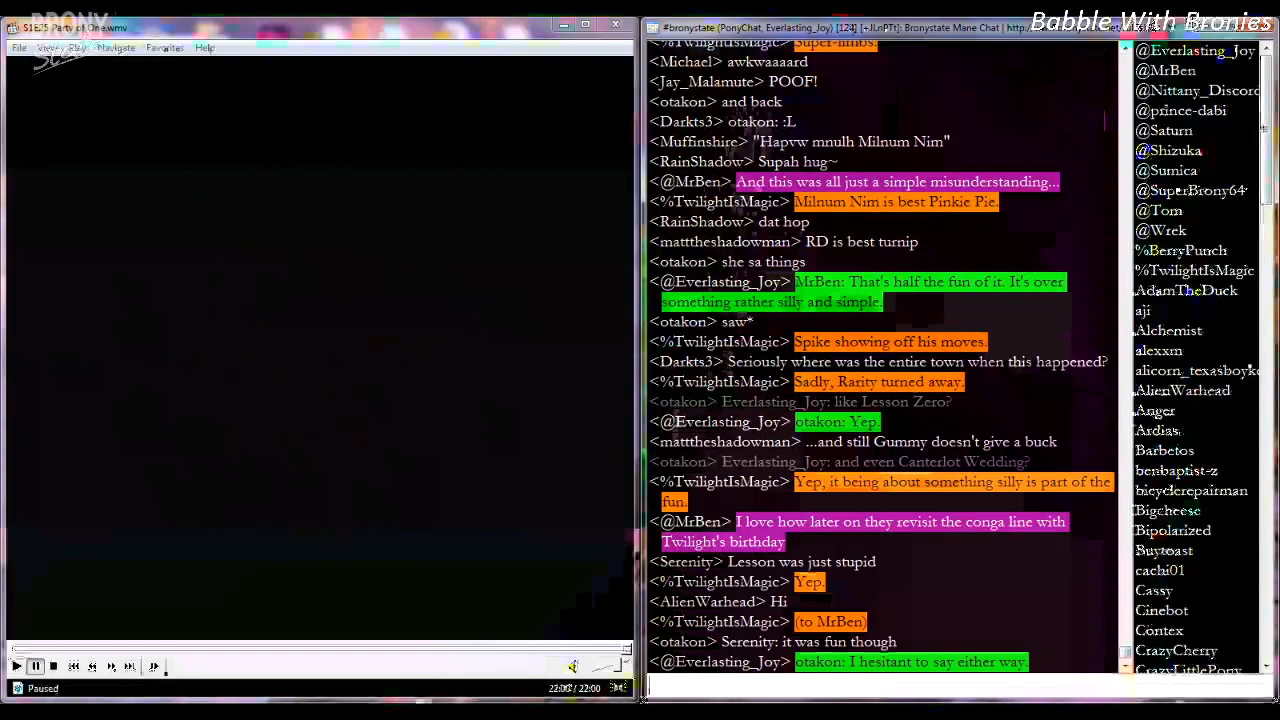 Babble With Bronies
S1E25 Party of One.wmv
#bronystate (PonyChat, Everlasting_Joy) [124] [+JLnPTt] Bronystate Mane Chat | http://
File View Play Navigate Favorites Help
<%TwilightIsMagic> Super-limbs.
<Michael> awkwaaaard
<Jay_Malamute> POOF!
<otakon> and back
<Darkts3> otakon: :L
<Muffinshire> "Hapvw mnulh Milnum Nim"
<RainShadow> Supah hug~
<@MrBen> And this was all just a simple misunderstanding...
<%TwilightIsMagic> Milnum Nim is best Pinkie Pie.
<RainShadow> dat hop
<matttheshadowman> RD is best turnip
<otakon> she sa things
<@Everlasting_Joy> MrBen: That's half the fun of it. It's over
something rather silly and simple.
<otakon> saw*
<%TwilightIsMagic> Spike showing off his moves.
<Darkts3> Seriously where was the entire town when this happened?
<%TwilightIsMagic> Sadly, Rarity turned away.
<otakon> Everlasting_Joy: like Lesson Zero?
<@Everlasting_Joy> otakon: Yep.
<matttheshadowman> ...and still Gummy doesn't give a buck
<otakon> Everlasting_Joy: and even Canterlot Wedding?
<%TwilightIsMagic> Yep, it being about something silly is part of the
fun.
<@MrBen> I love how later on they revisit the conga line with
Twilight's birthday
<Serenity> Lesson was just stupid
<%TwilightIsMagic> Yep.
<AlienWarhead> Hi
<%TwilightIsMagic> (to MrBen)
<otakon> Serenity: it was fun though
<@Everlasting_Joy> otakon: I hesitant to say either way.
@Everlasting_Joy
@MrBen
@Nittany_Discord
@prince-dabi
@Saturn
@Shizuka
@Sumica
@SuperBrony64
@Tom
@Wrek
%BerryPunch
%TwilightIsMagic
AdamTheDuck
aji
Alchemist
alexxm
alicorn_texasboyko
AlienWarhead
Anger
Ardias
Barbetos
benbaptist-z
bicyclerepairman
Bigcheese
Bipolarized
Buytoast
cachi01
Cassy
Cinebot
Contex
CrazyCherry
CrazyLittlePony
Paused
22:00 / 22:00